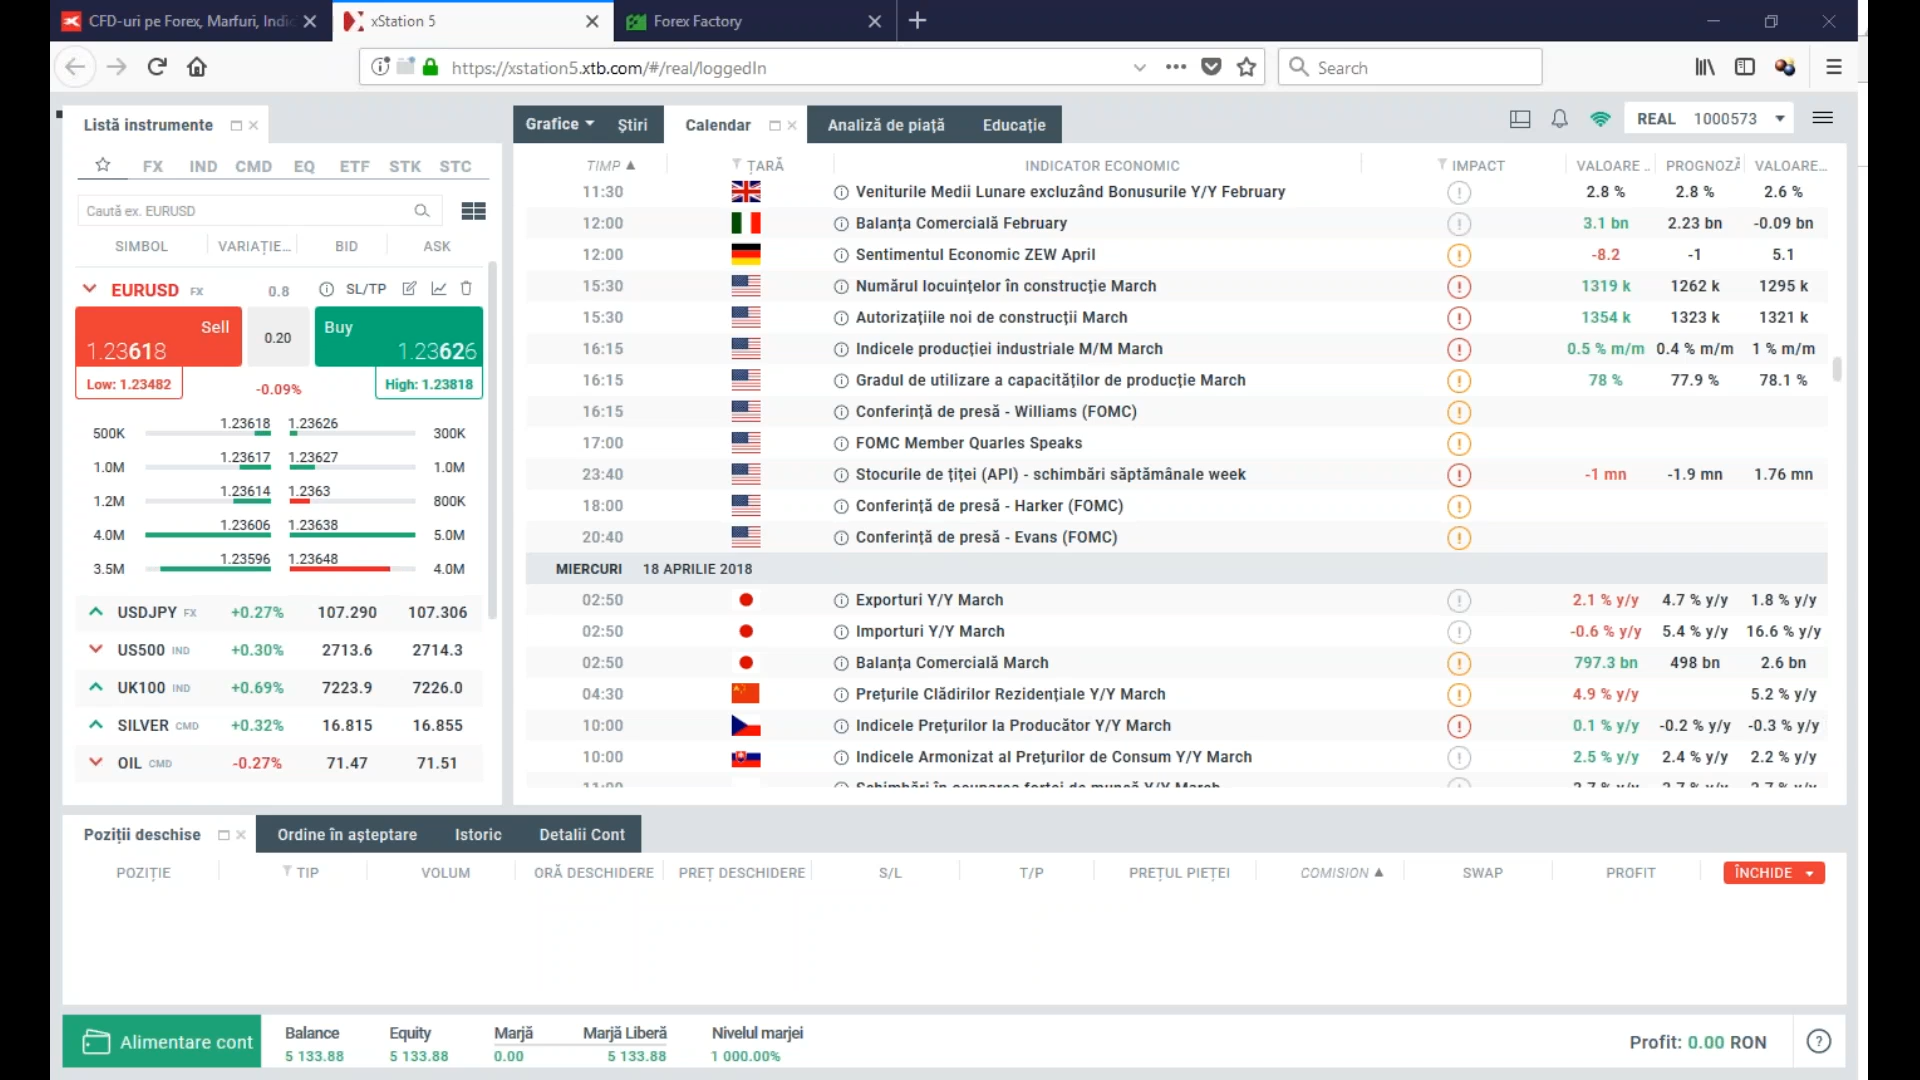 CFD-uri pe Forex, Marfuri, Indic
xStation 5
Forex Factory
https://xstation5.xtb.com/#/real/loggedIn
Search
Listă instrumente
Grafice
Știri
Calendar
Analiză de piață
Educație
REAL 1000573
FX IND CMD EQ ETF STK STC
Caută ex. EURUSD
SIMBOL VARIAȚIE... BID ASK
EURUSD FX 0.8 SL/TP
Sell 1.23618
0.20
Buy 1.23626
Low: 1.23482
-0.09%
High: 1.23818
500K 1.23618 1.23626 300K
1.0M 1.23617 1.23627 1.0M
1.2M 1.23614 1.2363 800K
4.0M 1.23606 1.23638 5.0M
3.5M 1.23596 1.23648 4.0M
USDJPY FX +0.27% 107.290 107.306
US500 IND +0.30% 2713.6 2714.3
UK100 IND +0.69% 7223.9 7226.0
SILVER CMD +0.32% 16.815 16.855
OIL CMD -0.27% 71.47 71.51
TIMP ▲ ȚARĂ INDICATOR ECONOMIC IMPACT VALOARE .. PROGNOZĂ VALOARE...
11:30 Veniturile Medii Lunare excluzând Bonusurile Y/Y February 2.8 % 2.8 % 2.6 %
12:00 Balanța Comercială February 3.1 bn 2.23 bn -0.09 bn
12:00 Sentimentul Economic ZEW April -8.2 -1 5.1
15:30 Numărul locuințelor în construcție March 1319 k 1262 k 1295 k
15:30 Autorizațiile noi de construcții March 1354 k 1323 k 1321 k
16:15 Indicele producției industriale M/M March 0.5 % m/m 0.4 % m/m 1 % m/m
16:15 Gradul de utilizare a capacităților de producție March 78 % 77.9 % 78.1 %
16:15 Conferință de presă - Williams (FOMC)
17:00 FOMC Member Quarles Speaks
23:40 Stocurile de țiței (API) - schimbări săptămânale week -1 mn -1.9 mn 1.76 mn
18:00 Conferință de presă - Harker (FOMC)
20:40 Conferință de presă - Evans (FOMC)
MIERCURI 18 APRILIE 2018
02:50 Exporturi Y/Y March 2.1 % y/y 4.7 % y/y 1.8 % y/y
02:50 Importuri Y/Y March -0.6 % y/y 5.4 % y/y 16.6 % y/y
02:50 Balanța Comercială March 797.3 bn 498 bn 2.6 bn
04:30 Prețurile Clădirilor Rezidențiale Y/Y March 4.9 % y/y 5.2 % y/y
10:00 Indicele Prețurilor la Producător Y/Y March 0.1 % y/y -0.2 % y/y -0.3 % y/y
10:00 Indicele Armonizat al Prețurilor de Consum Y/Y March 2.5 % y/y 2.4 % y/y 2.2 % y/y
Poziții deschise
Ordine în așteptare
Istoric
Detalii Cont
POZIȚIE TIP VOLUM ORĂ DESCHIDERE PREȚ DESCHIDERE S/L T/P PREȚUL PIEȚEI COMISION ▲ SWAP PROFIT ÎNCHIDE
Alimentare cont
Balance Equity Marjă Marjă Liberă Nivelul marjei
5 133.88 5 133.88 0.00 5 133.88 1 000.00%
Profit: 0.00 RON